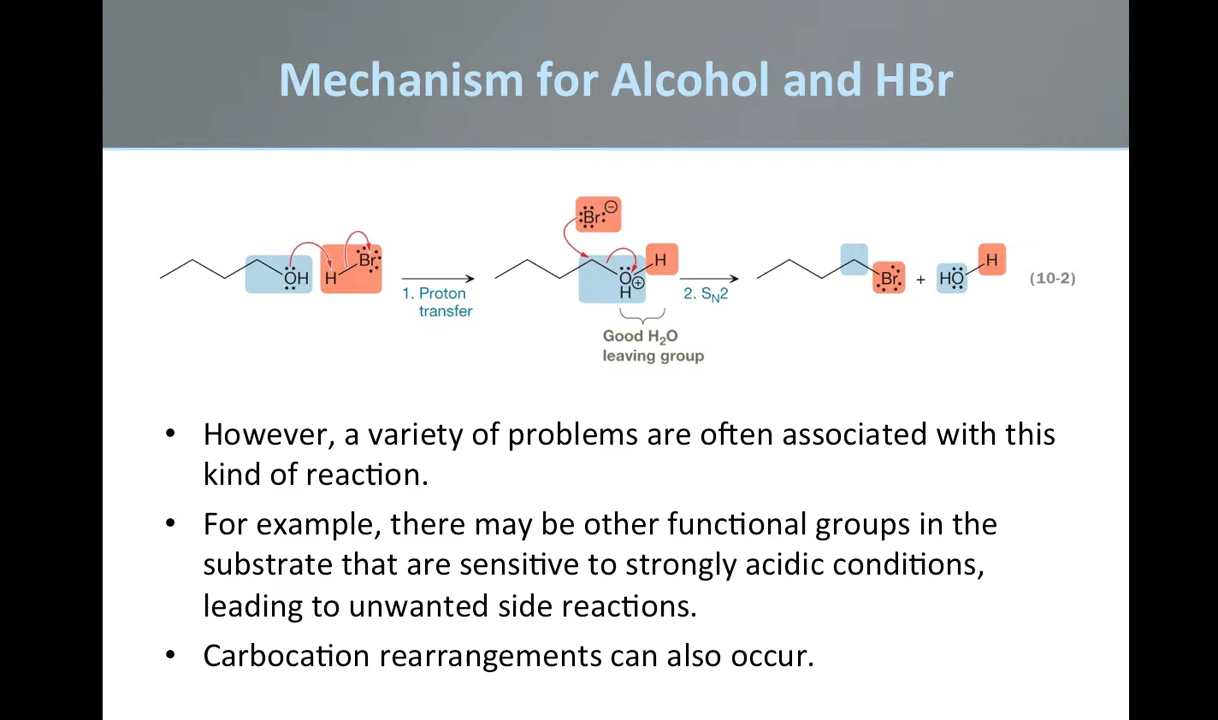 Mechanism for Alcohol and HBr
:Br:⊖
ÖH H Br: O⊕ H H Br: + HÖ H (10-2)
1. Proton transfer
2. SN2
Good H₂O
leaving group
• However, a variety of problems are often associated with this
kind of reaction.
• For example, there may be other functional groups in the
substrate that are sensitive to strongly acidic conditions,
leading to unwanted side reactions.
• Carbocation rearrangements can also occur.